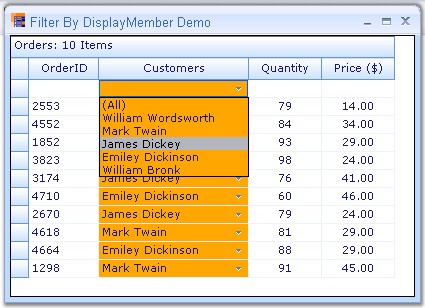 Filter By DisplayMember Demo
Orders: 10 Items
OrderID Customers Quantity Price ($)
2553 (All) 79 14.00
William Wordsworth
4552 Mark Twain 84 34.00
1852 James Dickey 93 29.00
3823 Emiley Dickinson 98 24.00
William Bronk
3174 James Dickey 76 41.00
4710 Emiley Dickinson 60 46.00
2670 James Dickey 79 24.00
4618 Mark Twain 81 29.00
4664 Emiley Dickinson 88 29.00
1298 Mark Twain 91 45.00